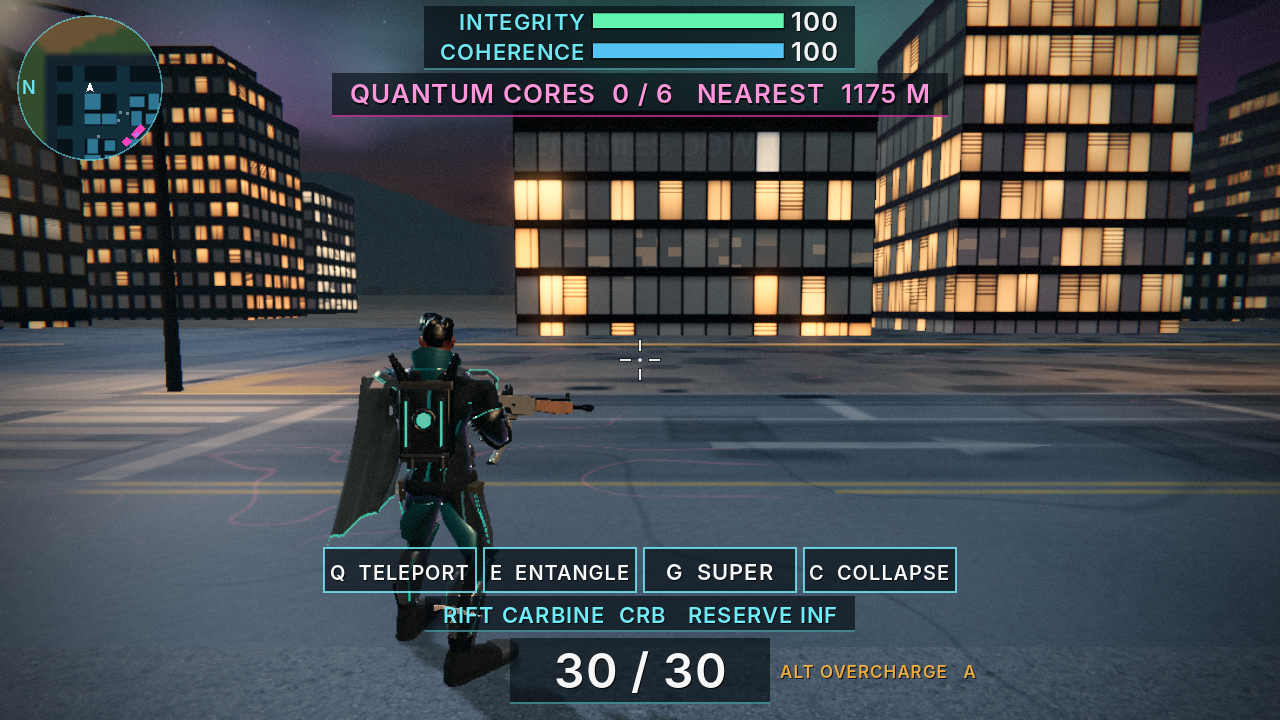 INTEGRITY 100
COHERENCE 100
QUANTUM CORES 0 / 6 NEAREST 1175 M
N
Q TELEPORT E ENTANGLE G SUPER C COLLAPSE
RIFT CARBINE CRB RESERVE INF
30 / 30
ALT OVERCHARGE A